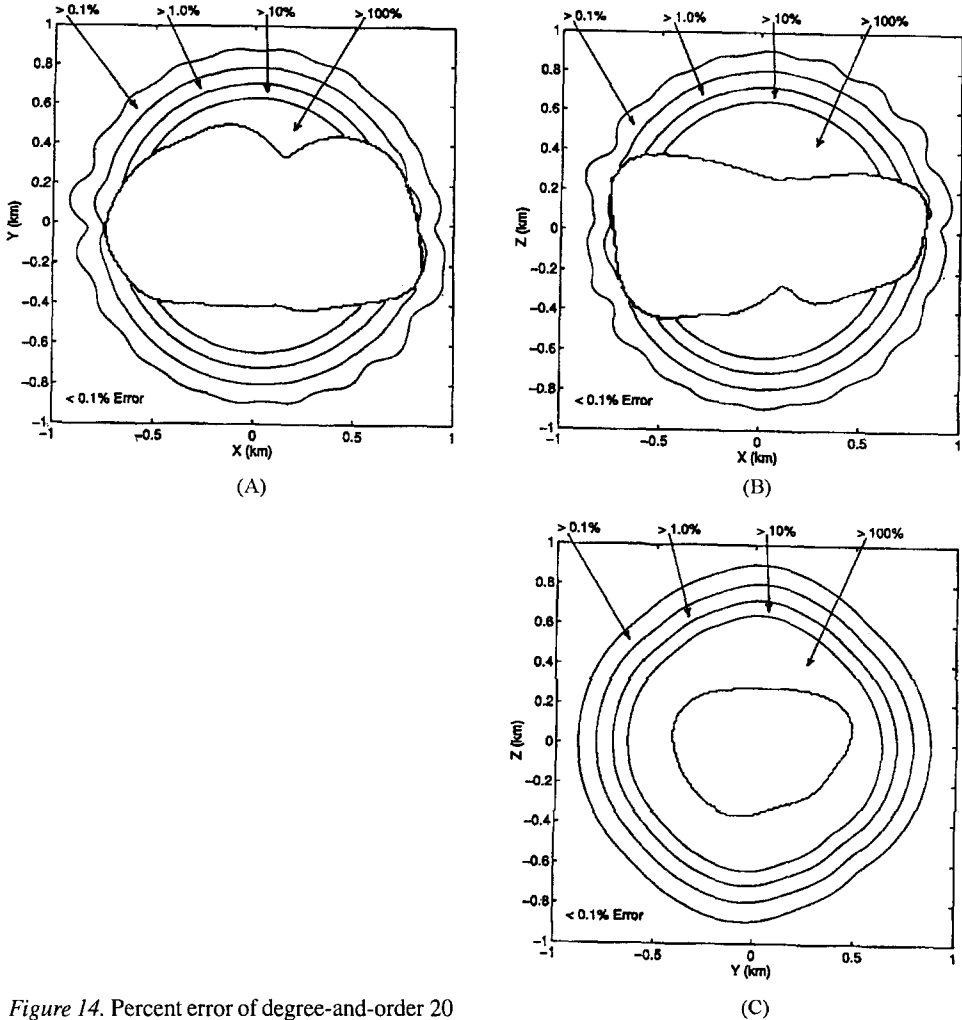 > 0.1% > 1.0% > 10% > 100%
1
0.8
0.6
0.4
0.2
0
−0.2
−0.4
−0.6
−0.8
−1
Y (km)
< 0.1% Error
−1 −0.5 0 0.5 1
X (km)
(A)
> 0.1% > 1.0% > 10% > 100%
1
0.8
0.6
0.4
0.2
0
−0.2
−0.4
−0.6
−0.8
−1
Z (km)
< 0.1% Error
−1 −0.5 0 0.5 1
X (km)
(B)
> 0.1% > 1.0% > 10% > 100%
1
0.8
0.6
0.4
0.2
0
−0.2
−0.4
−0.6
−0.8
−1
Z (km)
< 0.1% Error
−1 −0.5 0 0.5 1
Y (km)
(C)
Figure 14. Percent error of degree-and-order 20